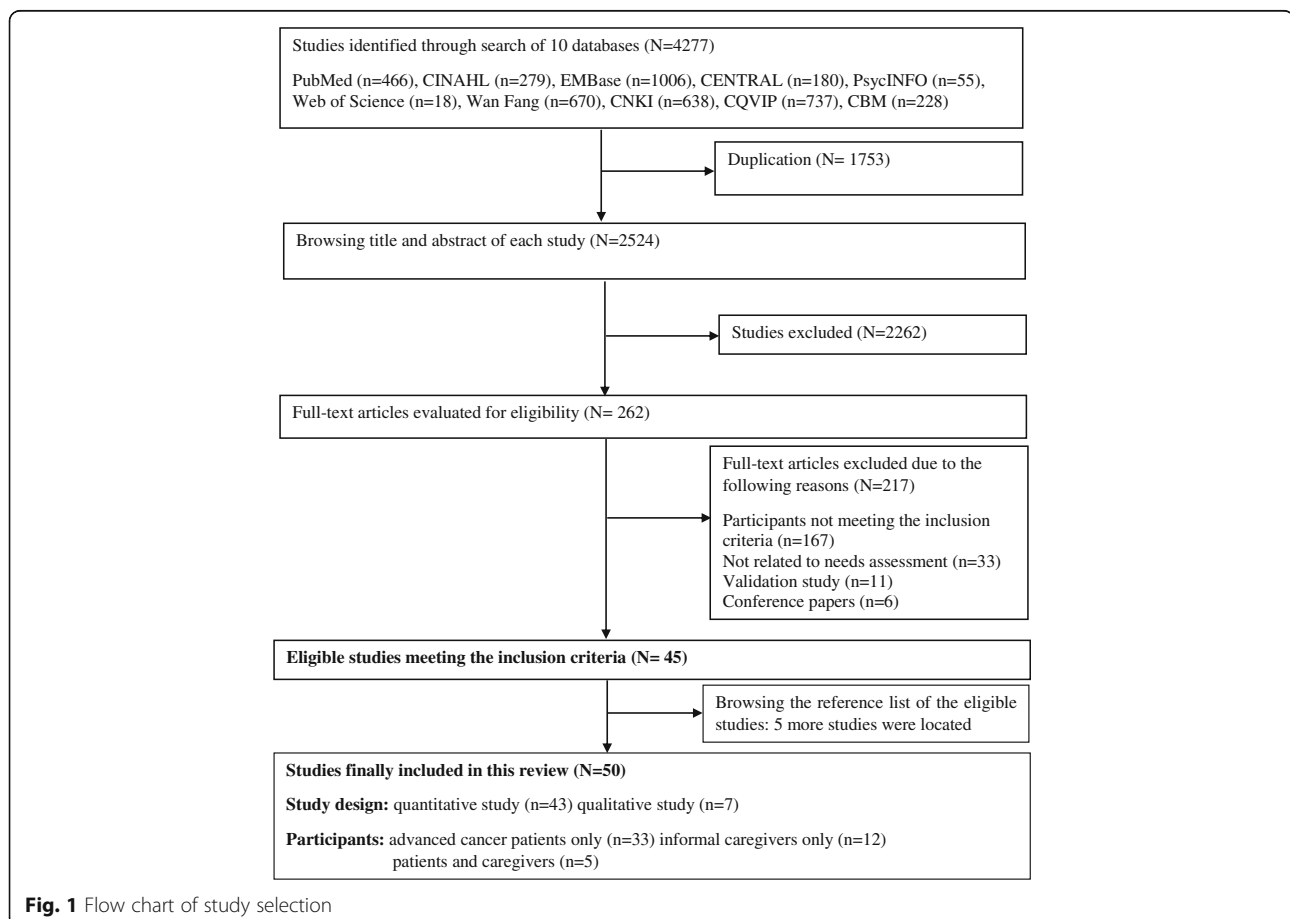 Studies identified through search of 10 databases (N=4277)
PubMed (n=466), CINAHL (n=279), EMBase (n=1006), CENTRAL (n=180), PsycINFO (n=55),
Web of Science (n=18), Wan Fang (n=670), CNKI (n=638), CQVIP (n=737), CBM (n=228)
Duplication (N= 1753)
Browsing title and abstract of each study (N=2524)
Studies excluded (N=2262)
Full-text articles evaluated for eligibility (N= 262)
Full-text articles excluded due to the
following reasons (N=217)
Participants not meeting the inclusion
criteria (n=167)
Not related to needs assessment (n=33)
Validation study (n=11)
Conference papers (n=6)
Eligible studies meeting the inclusion criteria (N= 45)
Browsing the reference list of the eligible
studies: 5 more studies were located
Studies finally included in this review (N=50)
Study design: quantitative study (n=43) qualitative study (n=7)
Participants: advanced cancer patients only (n=33) informal caregivers only (n=12)
patients and caregivers (n=5)
Fig. 1 Flow chart of study selection